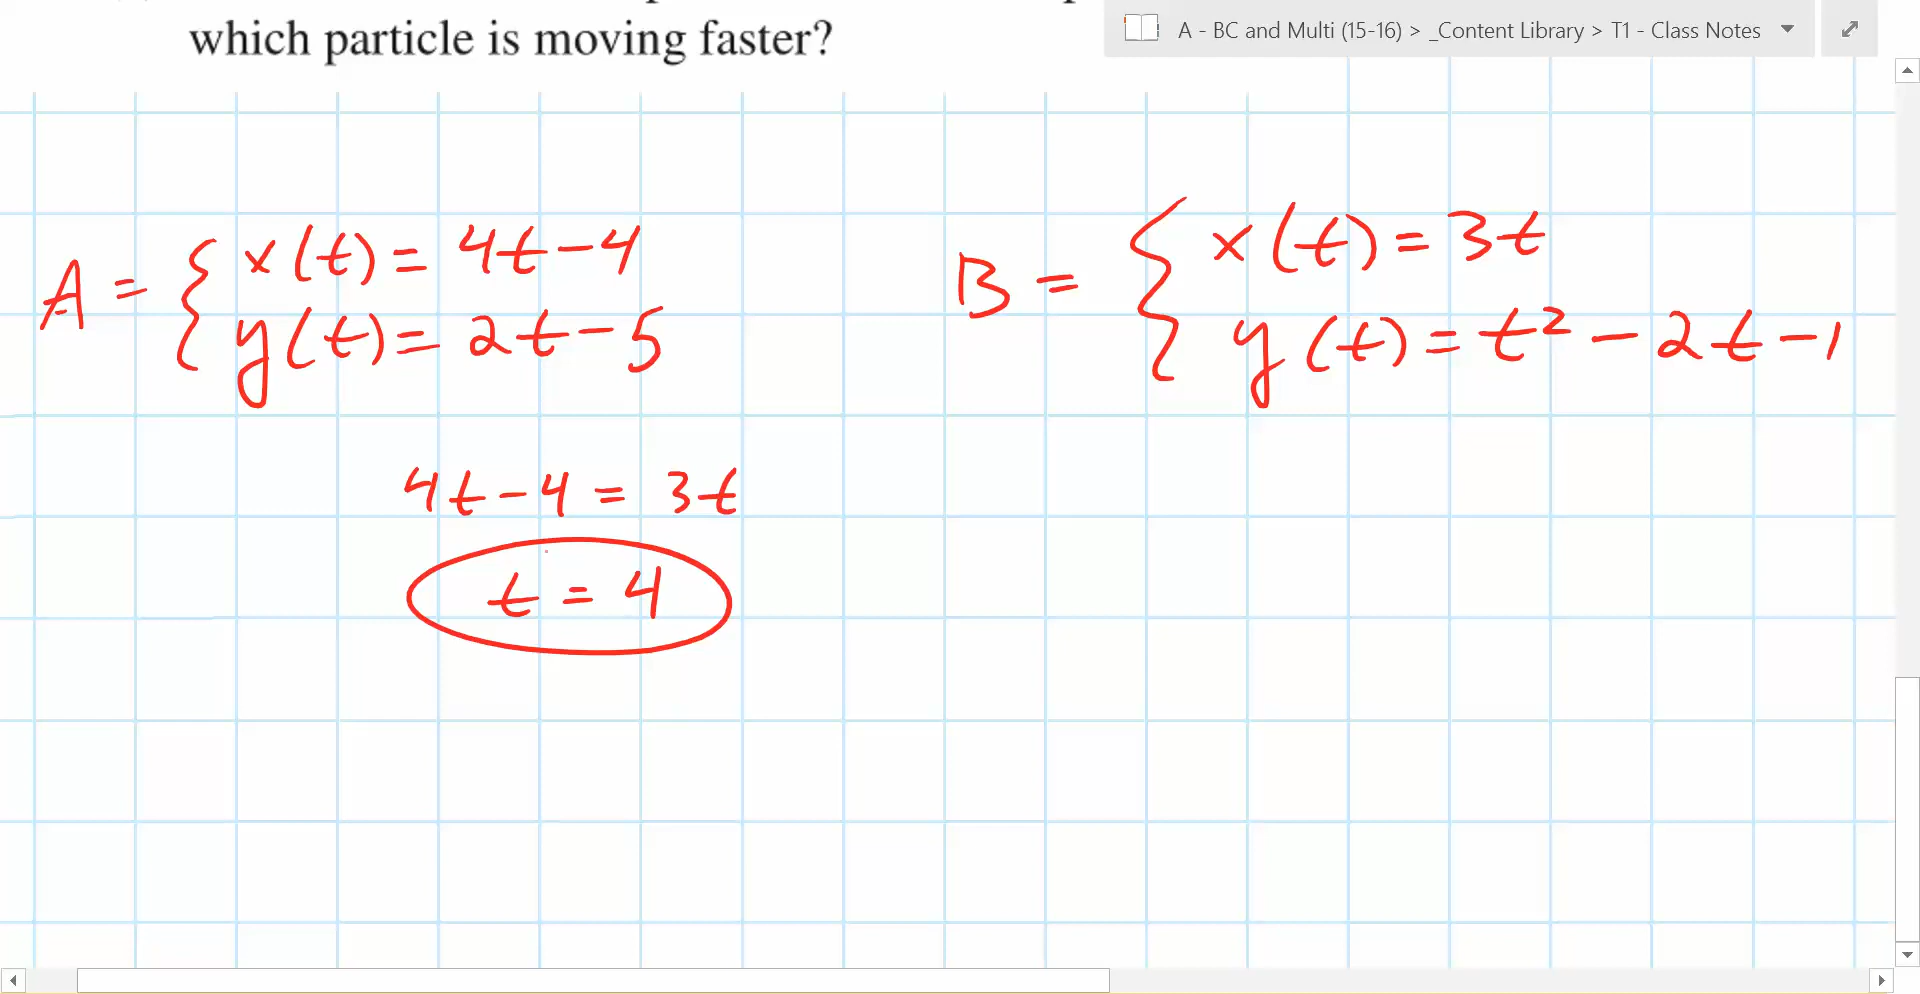 which particle is moving faster?
A - BC and Multi (15-16) > _Content Library > T1 - Class Notes
A = { x(t) = 4t - 4
y(t) = 2t - 5
B = { x(t) = 3t
y(t) = t² - 2t - 1
4t - 4 = 3t
t = 4